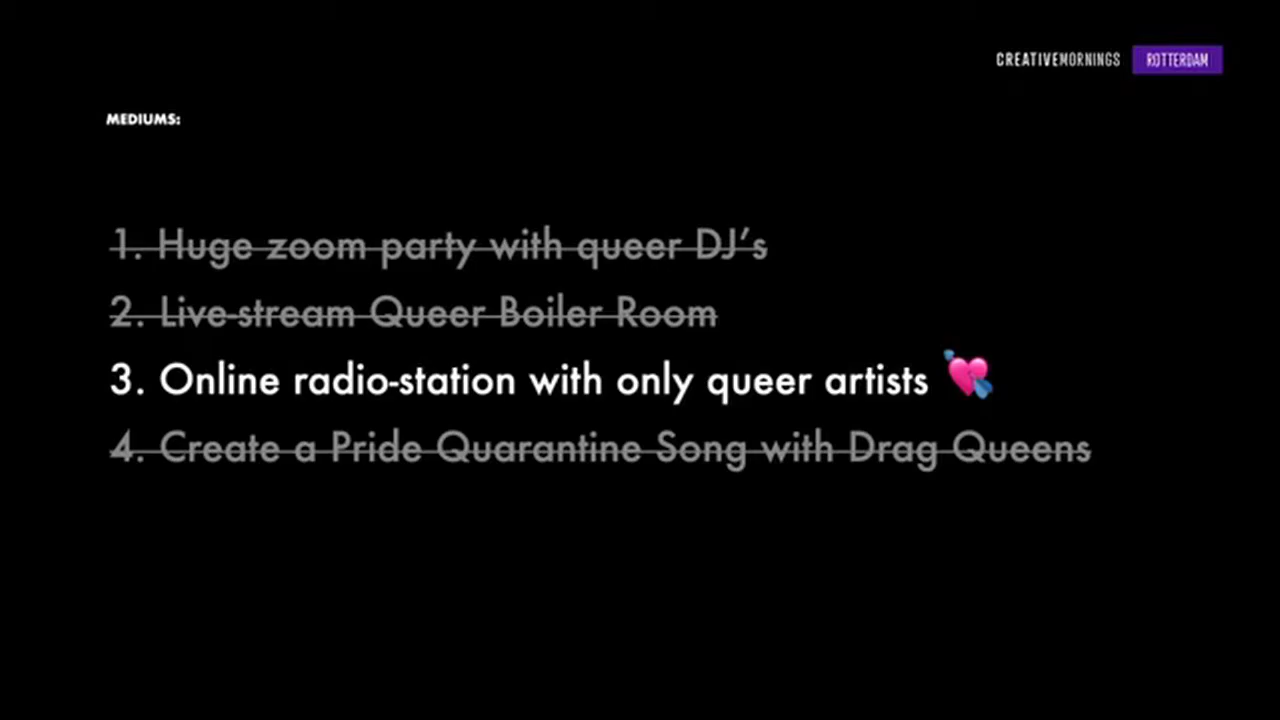 CREATIVEMORNINGS ROTTERDAM
MEDIUMS:
1. Huge zoom party with queer DJ’s
2. Live-stream Queer Boiler Room
3. Online radio-station with only queer artists 💘
4. Create a Pride Quarantine Song with Drag Queens